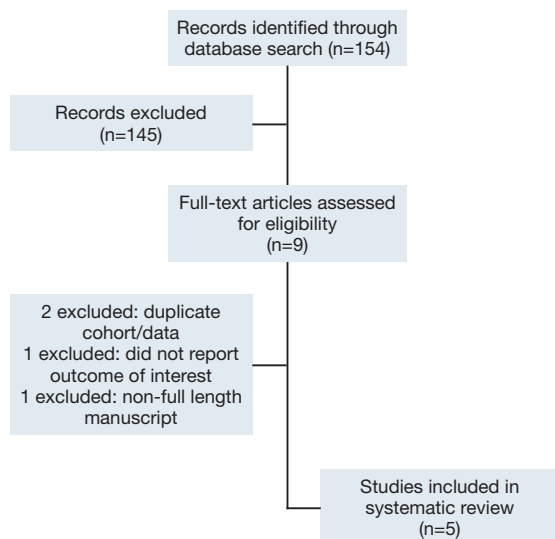 Records identified through
database search (n=154)
Records excluded
(n=145)
Full-text articles assessed
for eligibility
(n=9)
2 excluded: duplicate
cohort/data
1 excluded: did not report
outcome of interest
1 excluded: non-full length
manuscript
Studies included in
systematic review
(n=5)